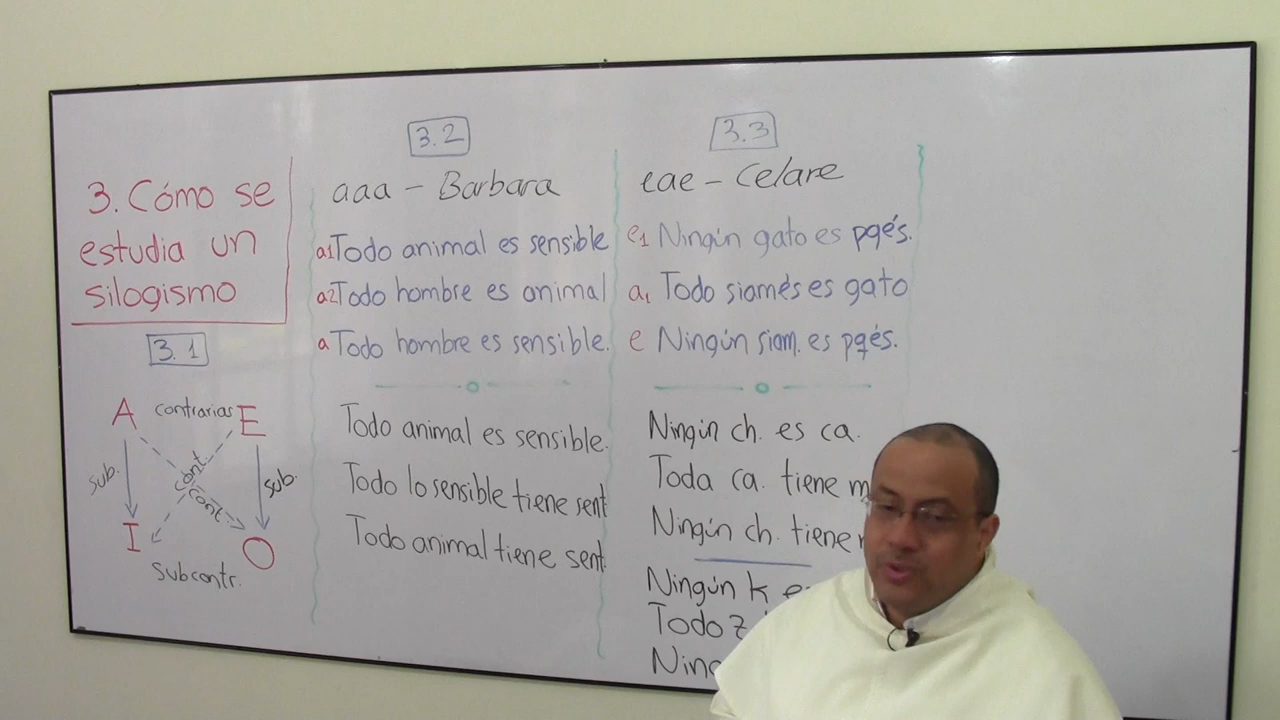 3. Cómo se
estudia un
silogismo
3.1
A contrarias E
sub. cont. cont. sub.
I O
Subcontr.
3.2
aaa - Barbara
a1 Todo animal es sensible
a2 Todo hombre es animal
a Todo hombre es sensible.
Todo animal es sensible.
Todo lo sensible tiene sent
Todo animal tiene sent.
3.3
eae - Celare
e1 Ningún gato es pqés.
a1 Todo siamés es gato
e Ningún siam. es pqés.
Ningún ch. es ca.
Toda ca. tiene
Ningún ch. tiene
Ningún k
Todo z